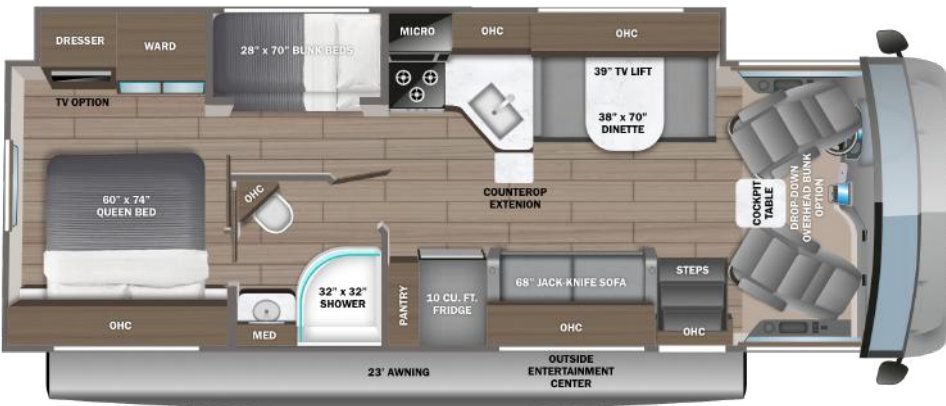 DRESSER
WARD
TV OPTION
28" x 70" BUNK BEDS
MICRO
OHC
OHC
39" TV LIFT
38" x 70"
DINETTE
COUNTEROP
EXTENION
COCKPIT
TABLE
DROP-DOWN
OVERHEAD BUNK
OPTION
60" x 74"
QUEEN BED
OHC
OHC
MED
32" x 32"
SHOWER
PANTRY
10 CU. FT.
FRIDGE
68" JACK-KNIFE SOFA
OHC
STEPS
OHC
23' AWNING
OUTSIDE
ENTERTAINMENT
CENTER